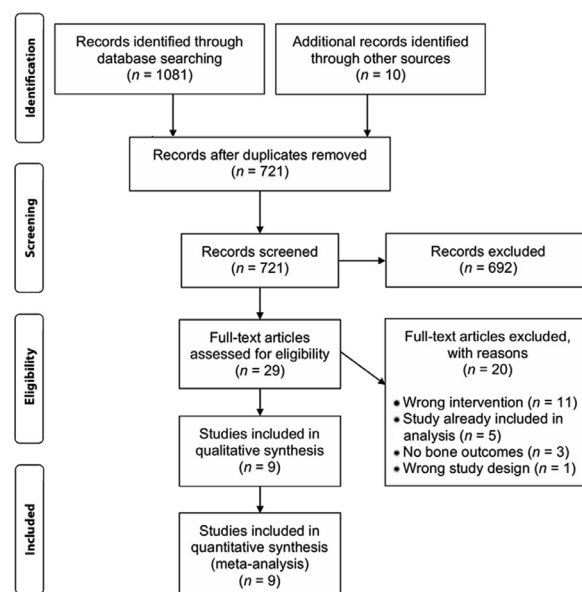 Identification
Records identified through
database searching
(n = 1081)
Additional records identified
through other sources
(n = 10)
Records after duplicates removed
(n = 721)
Screening
Records screened
(n = 721)
Records excluded
(n = 692)
Eligibility
Full-text articles
assessed for eligibility
(n = 29)
Full-text articles excluded,
with reasons
(n = 20)
● Wrong intervention (n = 11)
● Study already included in
analysis (n = 5)
● No bone outcomes (n = 3)
● Wrong study design (n = 1)
Studies included in
qualitative synthesis
(n = 9)
Included
Studies included in
quantitative synthesis
(meta-analysis)
(n = 9)